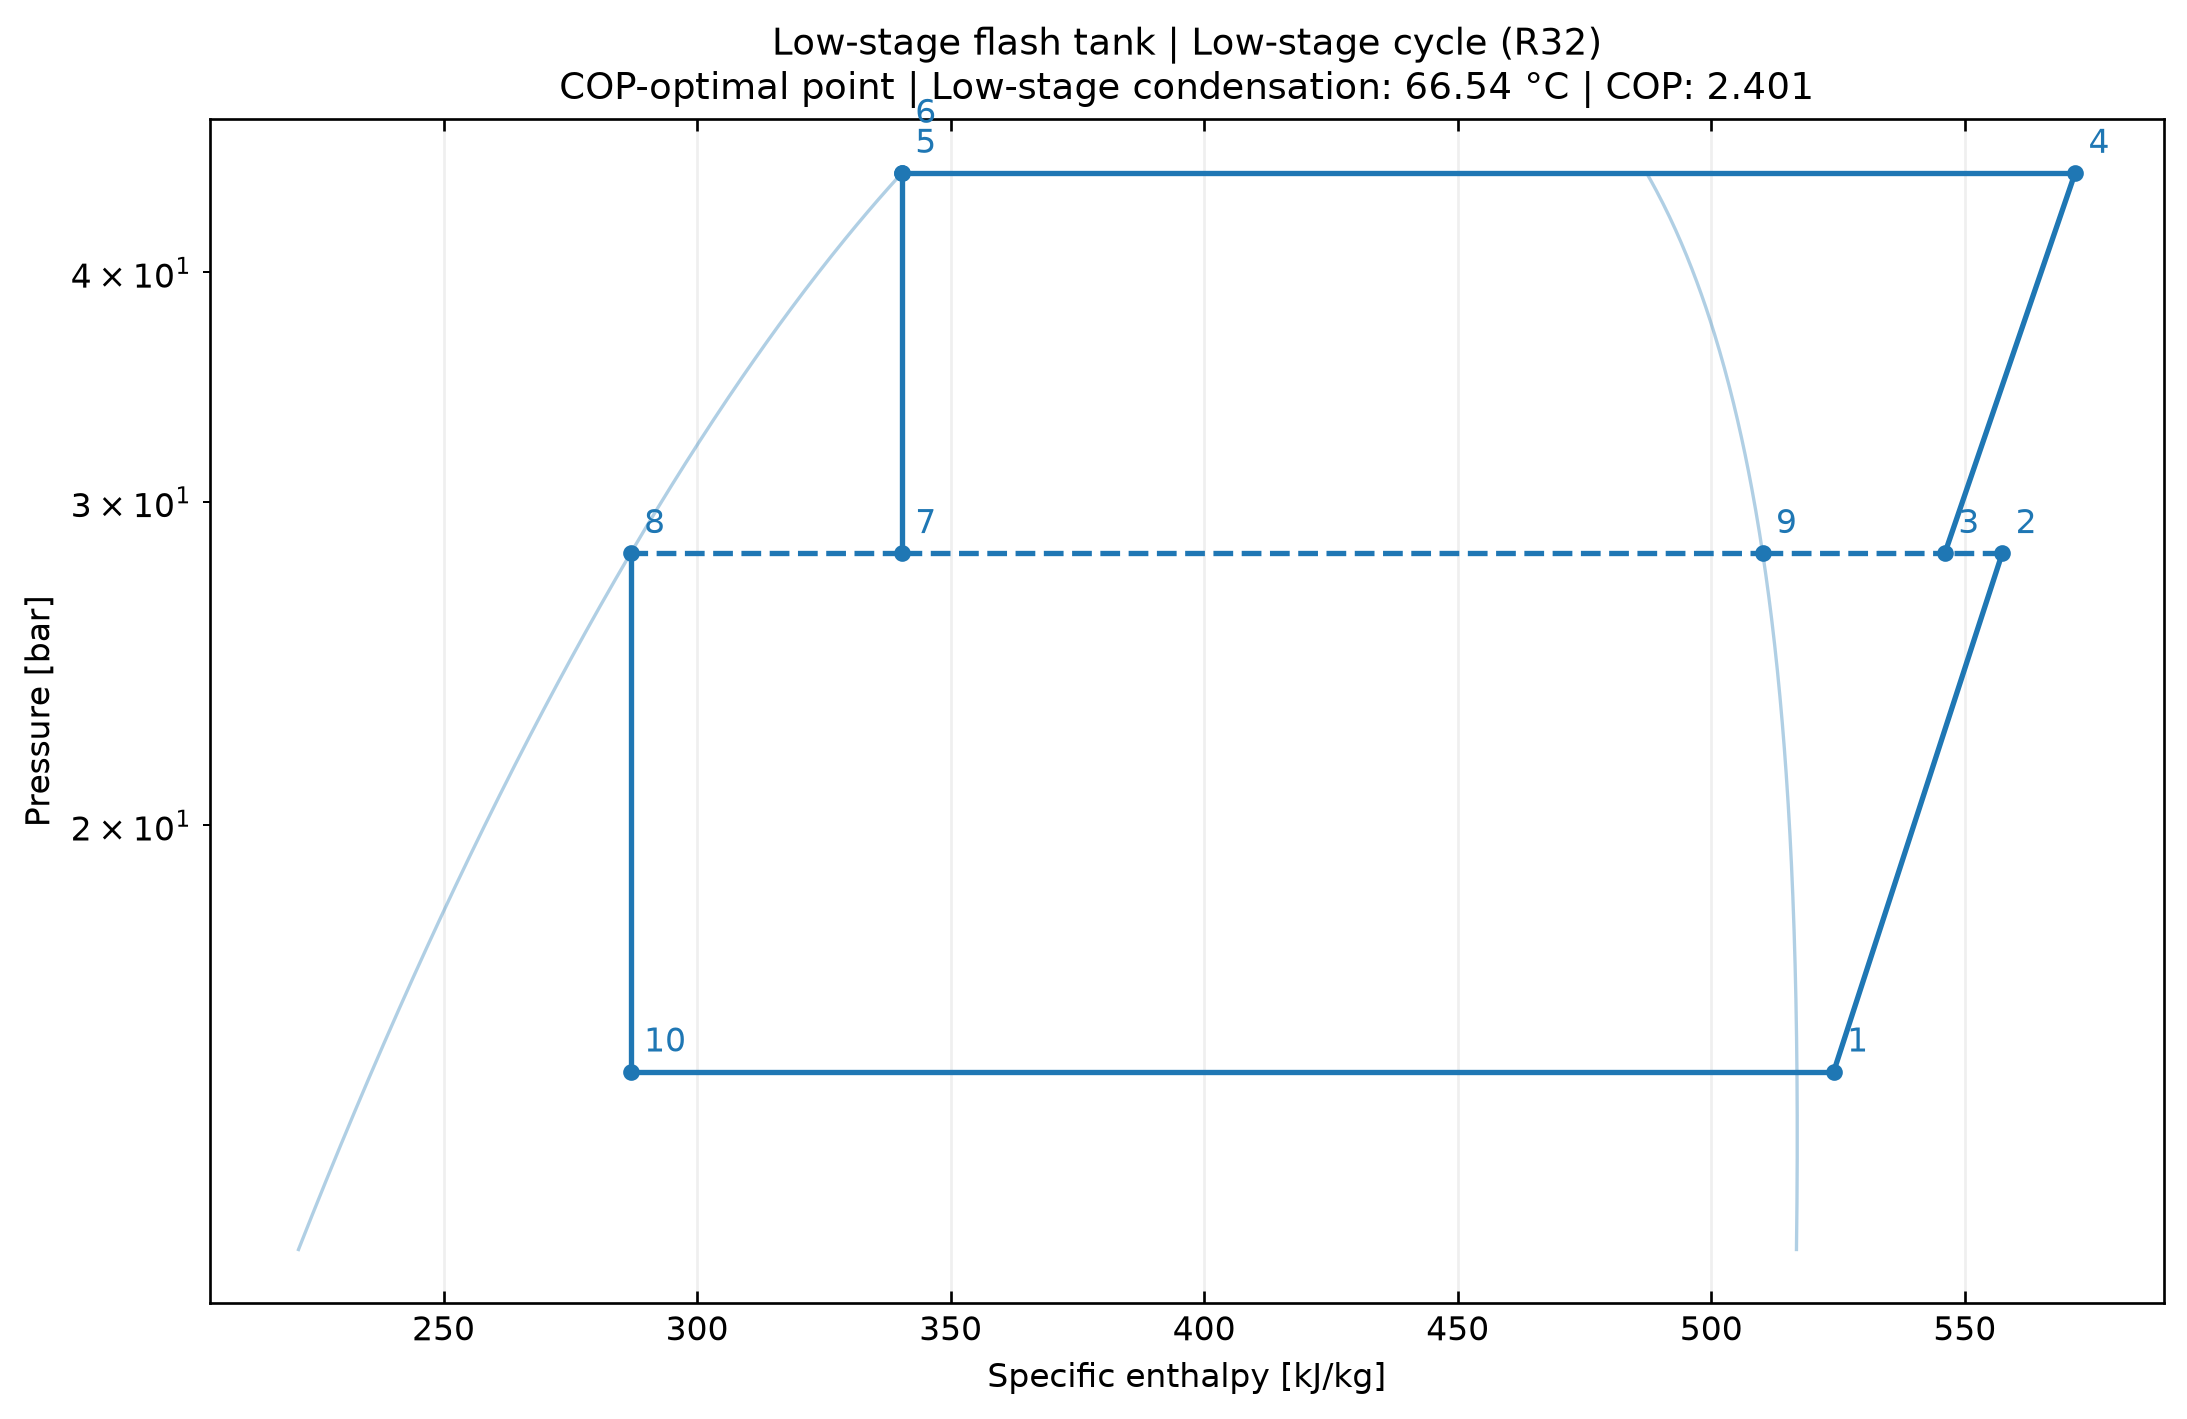 Low-stage flash tank | Low-stage cycle (R32)
COP-optimal point | Low-stage condensation: 66.54 °C | COP: 2.401
6
5
4
4 × 10¹
3 × 10¹
8
7
9
3
2
Pressure [bar]
2 × 10¹
10
1
250
300
350
400
450
500
550
Specific enthalpy [kJ/kg]